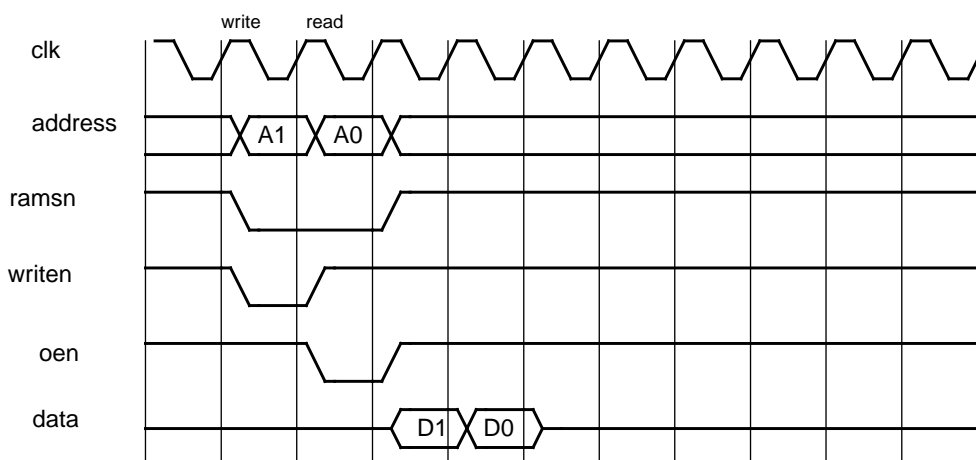 write read
clk
address A1 A0
ramsn
writen
oen
data D1 D0